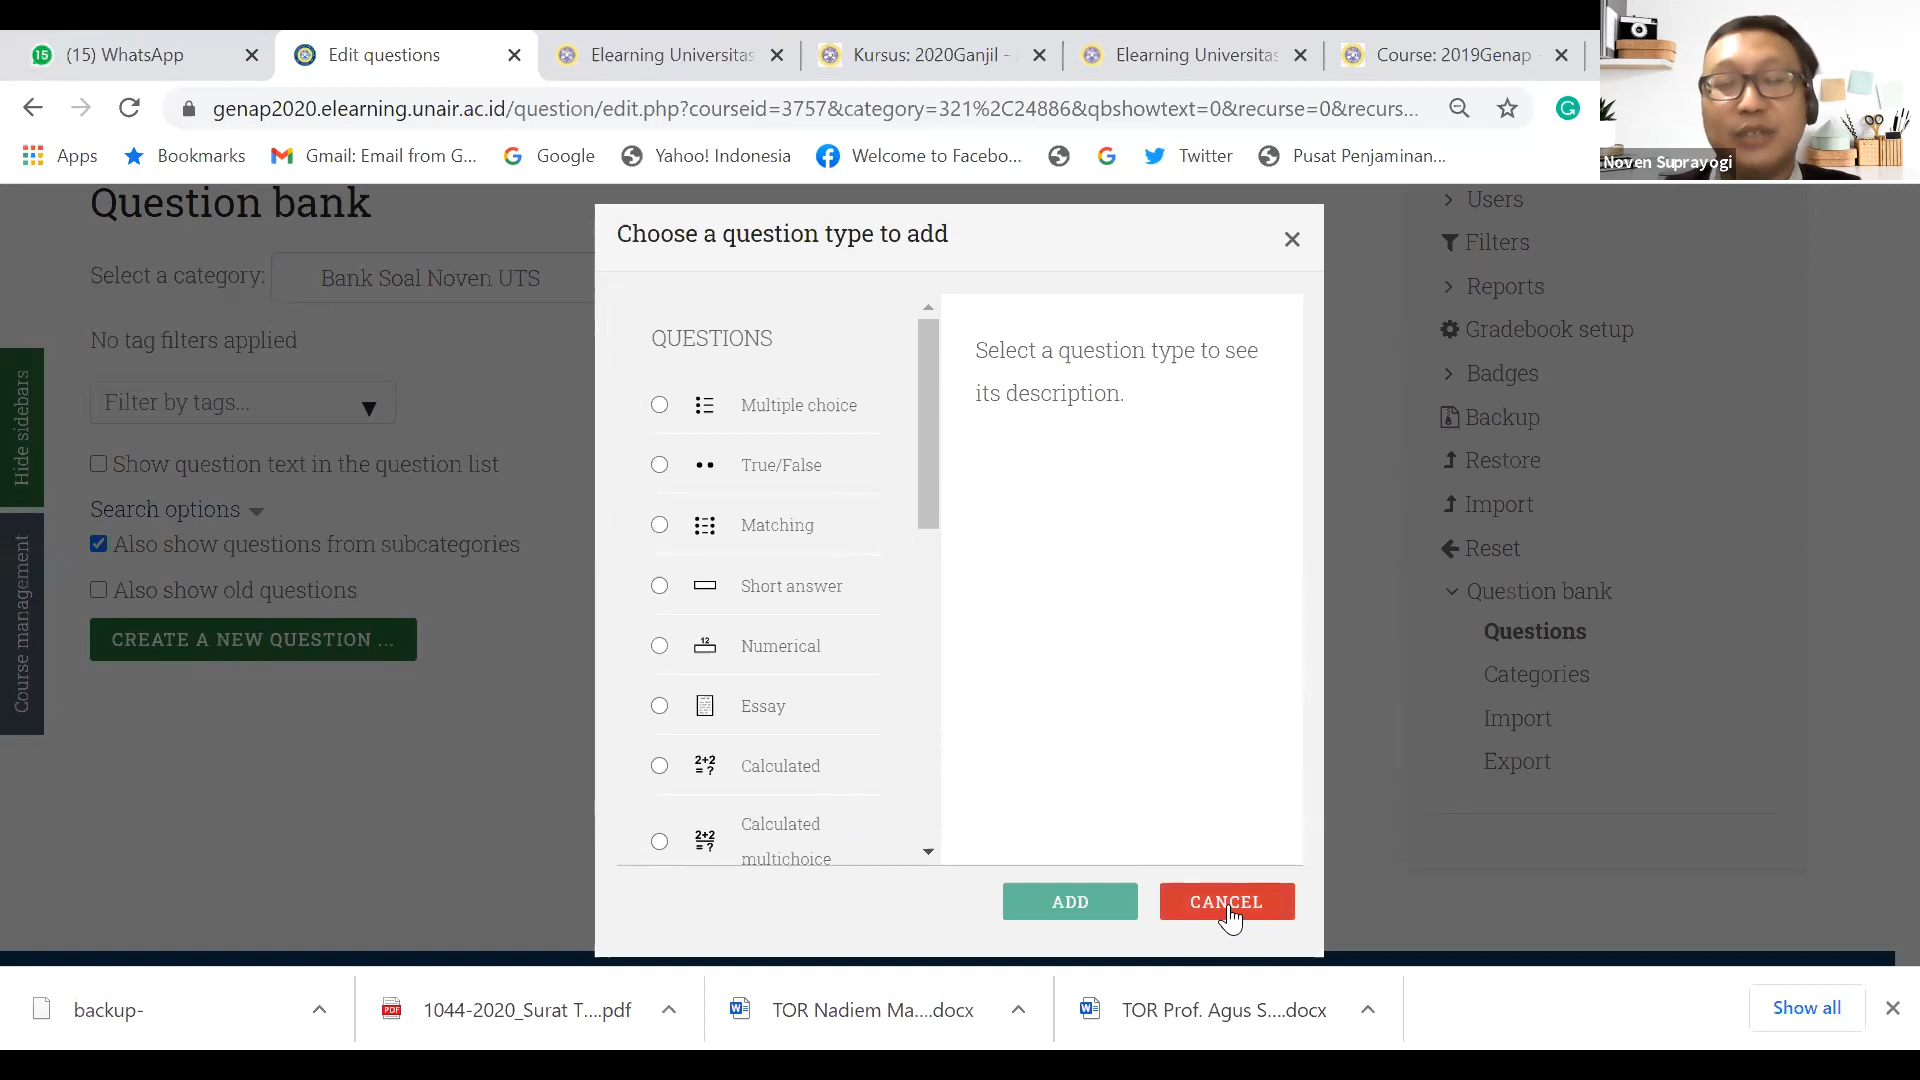 15 (15) WhatsApp
Edit questions
Elearning Universitas
Kursus: 2020Ganjil -
Elearning Universitas
Course: 2019Genap -
genap2020.elearning.unair.ac.id/question/edit.php?courseid=3757&category=321%2C24886&qbshowtext=0&recurse=0&recurs...
Apps
Bookmarks
Gmail: Email from G...
Google
Yahoo! Indonesia
Welcome to Facebo...
Twitter
Pusat Penjaminan...
Noven Suprayogi
Question bank
Select a category:
Bank Soal Noven UTS
No tag filters applied
Filter by tags...
Show question text in the question list
Search options
Also show questions from subcategories
Also show old questions
CREATE A NEW QUESTION ...
Hide sidebars
Course management
Choose a question type to add
QUESTIONS
Multiple choice
True/False
Matching
Short answer
12
Numerical
Essay
2+2
= ?
Calculated
2+2
= ?
Calculated
multichoice
Select a question type to see
its description.
ADD
CANCEL
Users
Filters
Reports
Gradebook setup
Badges
Backup
Restore
Import
Reset
Question bank
Questions
Categories
Import
Export
backup-
PDF
1044-2020_Surat T....pdf
TOR Nadiem Ma....docx
TOR Prof. Agus S....docx
Show all